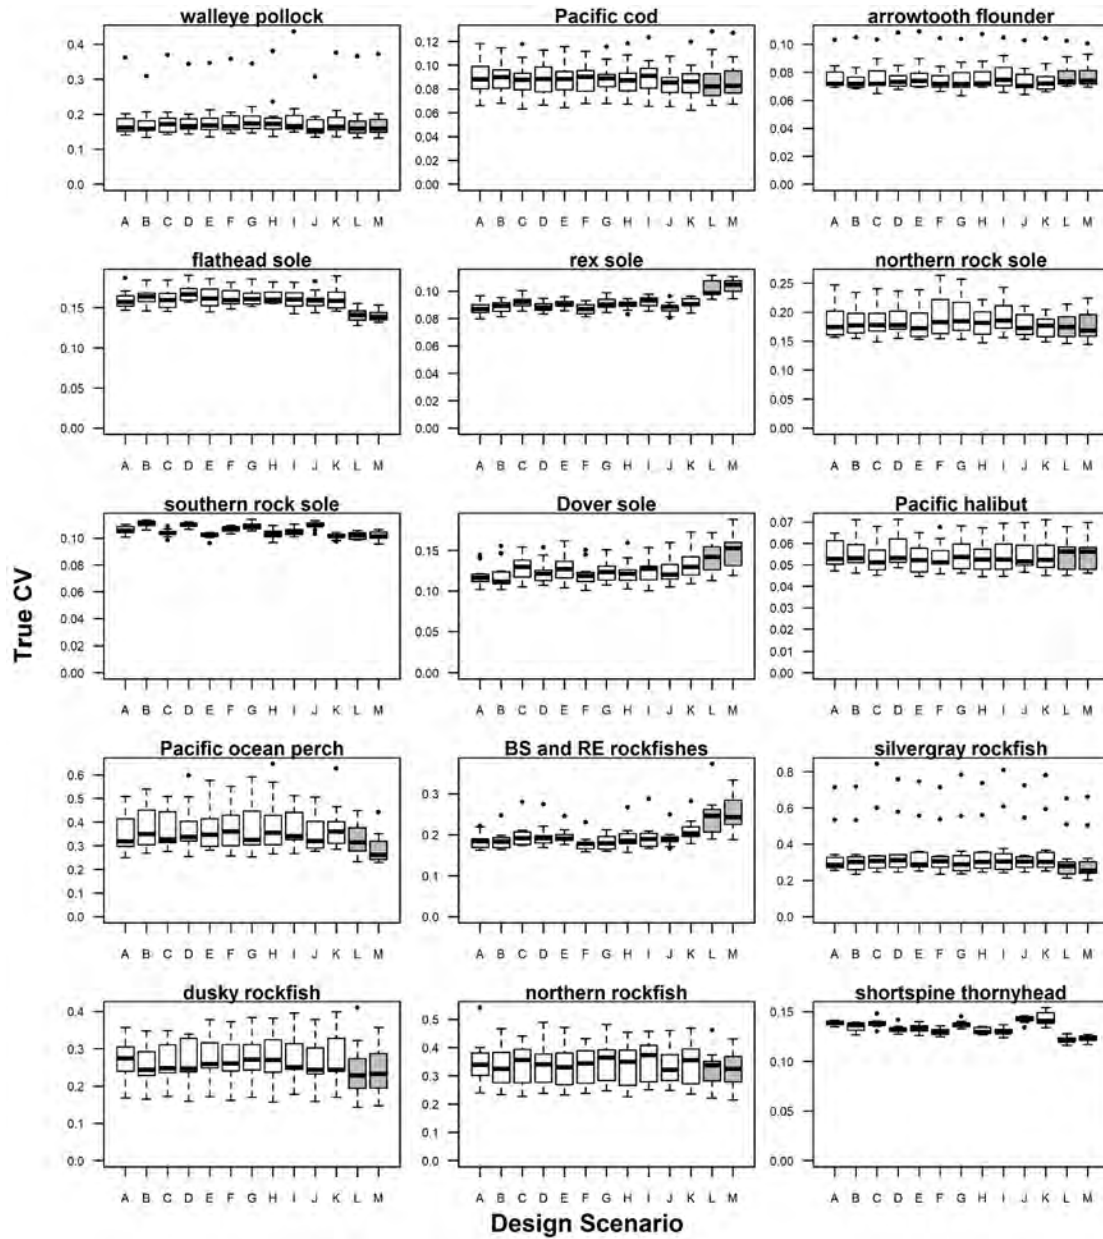 walleye pollock Pacific cod arrowtooth flounder
0.4 0.12 0.10
0.10 0.08
0.3 0.08 0.06
0.2 0.06 0.04
0.1 0.04 0.02
0.02
0.0 0.00 0.00
A B C D E F G H I J K L M A B C D E F G H I J K L M A B C D E F G H I J K L M
flathead sole rex sole northern rock sole
0.15 0.10 0.25
0.08 0.20
0.10 0.06 0.15
0.05 0.04 0.10
0.02 0.05
0.00 0.00 0.00
A B C D E F G H I J K L M A B C D E F G H I J K L M A B C D E F G H I J K L M
southern rock sole Dover sole Pacific halibut
0.10 0.15 0.07
0.08 0.06
0.06 0.10 0.05
0.04 0.04
0.05 0.03
0.02 0.02
0.01
0.00 0.00 0.00
A B C D E F G H I J K L M A B C D E F G H I J K L M A B C D E F G H I J K L M
True CV
Pacific ocean perch BS and RE rockfishes silvergray rockfish
0.6 0.3 0.8
0.5
0.4 0.2 0.6
0.3 0.4
0.2 0.1 0.2
0.1
0.0 0.0 0.0
A B C D E F G H I J K L M A B C D E F G H I J K L M A B C D E F G H I J K L M
dusky rockfish northern rockfish shortspine thornyhead
0.4 0.5 0.15
0.3 0.4
0.3 0.10
0.2 0.2 0.05
0.1 0.1
0.0 0.0 0.00
A B C D E F G H I J K L M A B C D E F G H I J K L M A B C D E F G H I J K L M
Design Scenario